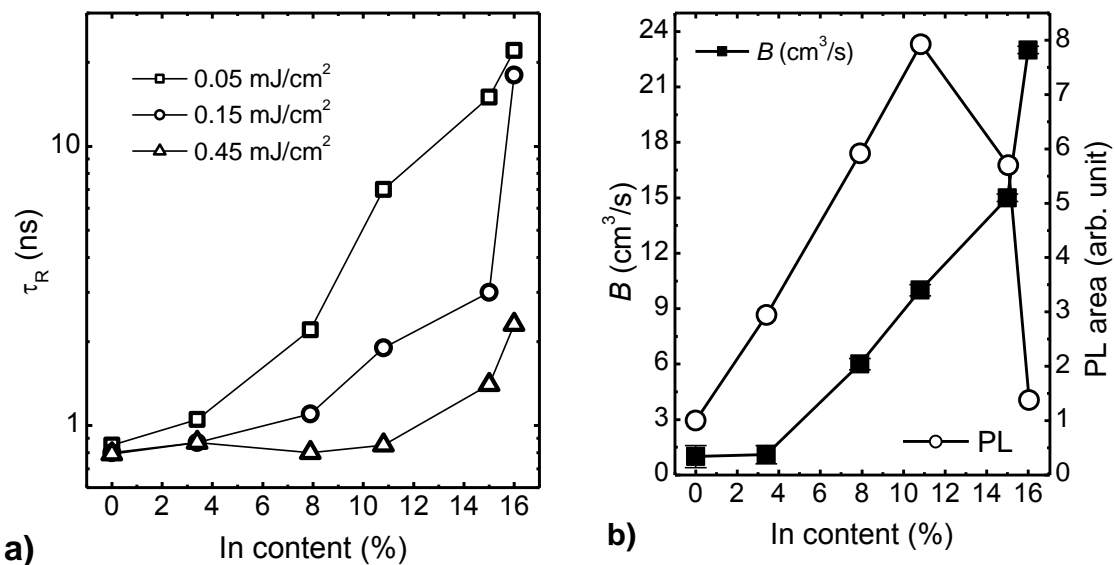 0.05 mJ/cm²
0.15 mJ/cm²
0.45 mJ/cm²
10
1
τ_R (ns)
0 2 4 6 8 10 12 14 16
In content (%)
a)
B (cm³/s)
24
21
18
15
12
9
6
3
0
B (cm³/s)
8
7
6
5
4
3
2
1
0
PL area (arb. unit)
PL
0 2 4 6 8 10 12 14 16
In content (%)
b)